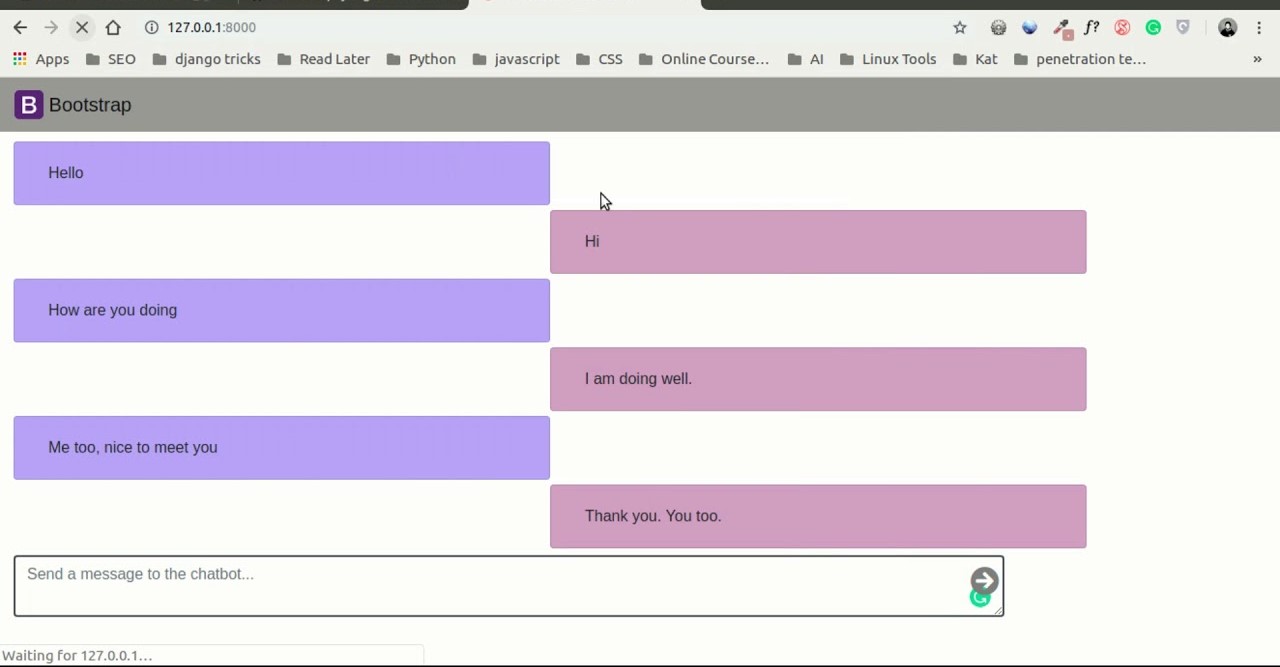 127.0.0.1:8000
f?
Apps SEO django tricks Read Later Python javascript CSS Online Course... AI Linux Tools Kat penetration te... »
B Bootstrap
Hello
Hi
How are you doing
I am doing well.
Me too, nice to meet you
Thank you. You too.
Send a message to the chatbot...
Waiting for 127.0.0.1...